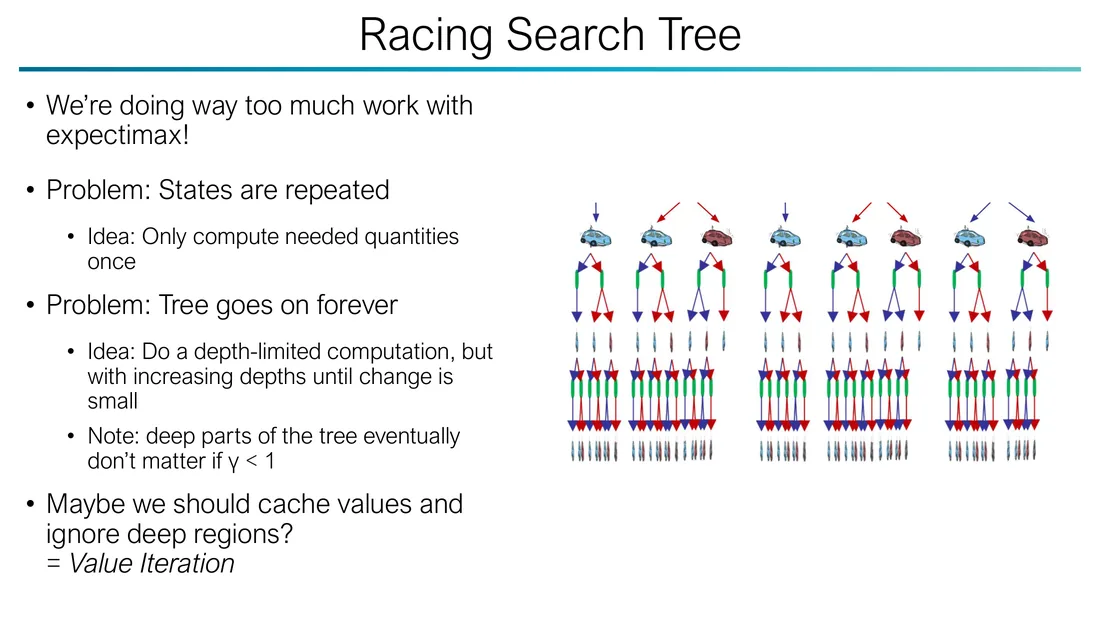 Racing Search Tree
• We’re doing way too much work with
expectimax!
• Problem: States are repeated
• Idea: Only compute needed quantities
once
• Problem: Tree goes on forever
• Idea: Do a depth-limited computation, but
with increasing depths until change is
small
• Note: deep parts of the tree eventually
don’t matter if γ < 1
• Maybe we should cache values and
ignore deep regions?
= Value Iteration